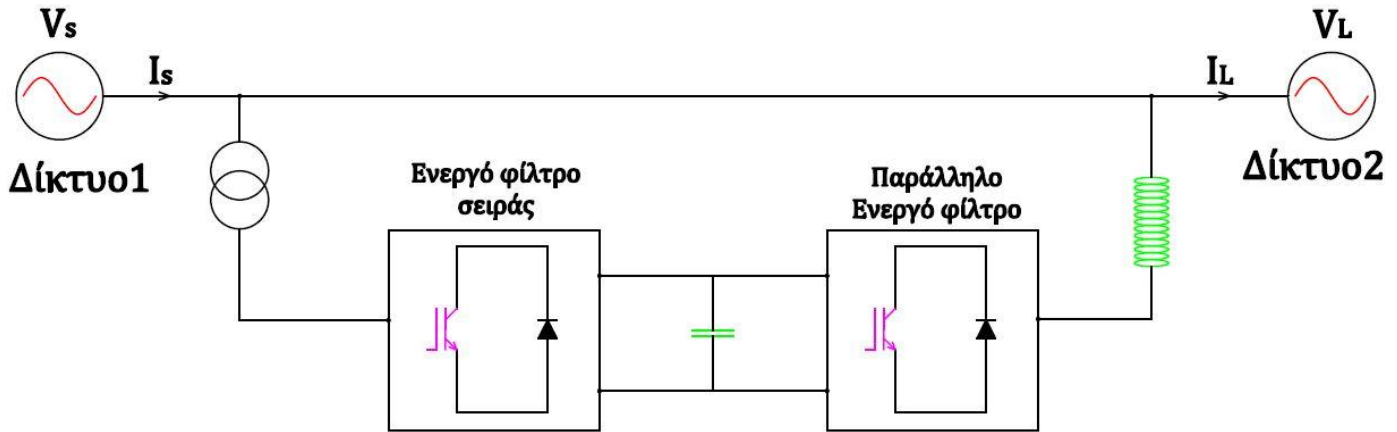 Vs
Is
IL
VL
Δίκτυο1
Ενεργό φίλτρο
σειράς
Παράλληλο
Ενεργό φίλτρο
Δίκτυο2